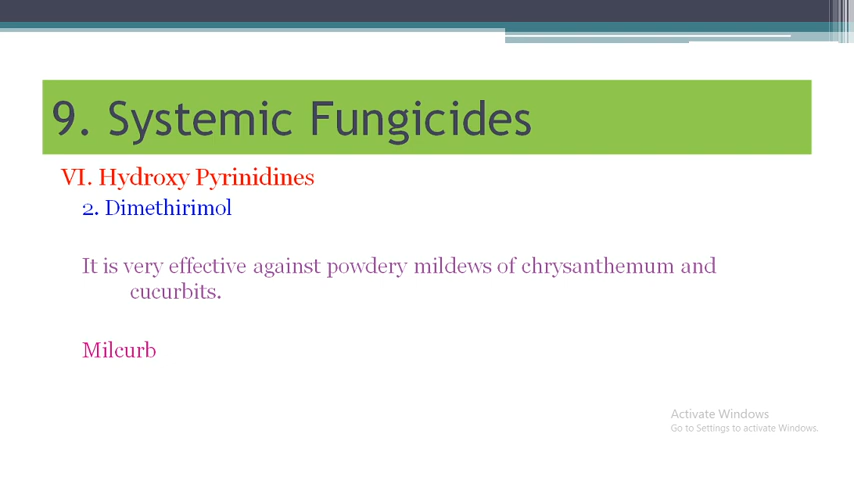 9. Systemic Fungicides
VI. Hydroxy Pyrinidines
2. Dimethirimol
It is very effective against powdery mildews of chrysanthemum and
cucurbits.
Milcurb
Activate Windows
Go to Settings to activate Windows.